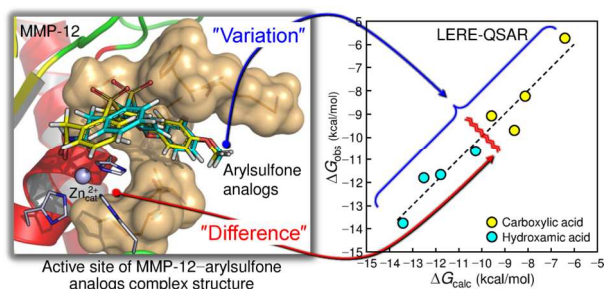 MMP-12
"Variation"
Arylsulfone
analogs
Zn2+cat
"Difference"
Active site of MMP-12–arylsulfone
analogs complex structure
LERE-QSAR
ΔGobs (kcal/mol)
-5
-6
-7
-8
-9
-10
-11
-12
-13
-14
-15
Carboxylic acid
Hydroxamic acid
-15 -14 -13 -12 -11 -10 -9 -8 -7 -6 -5
ΔGcalc (kcal/mol)